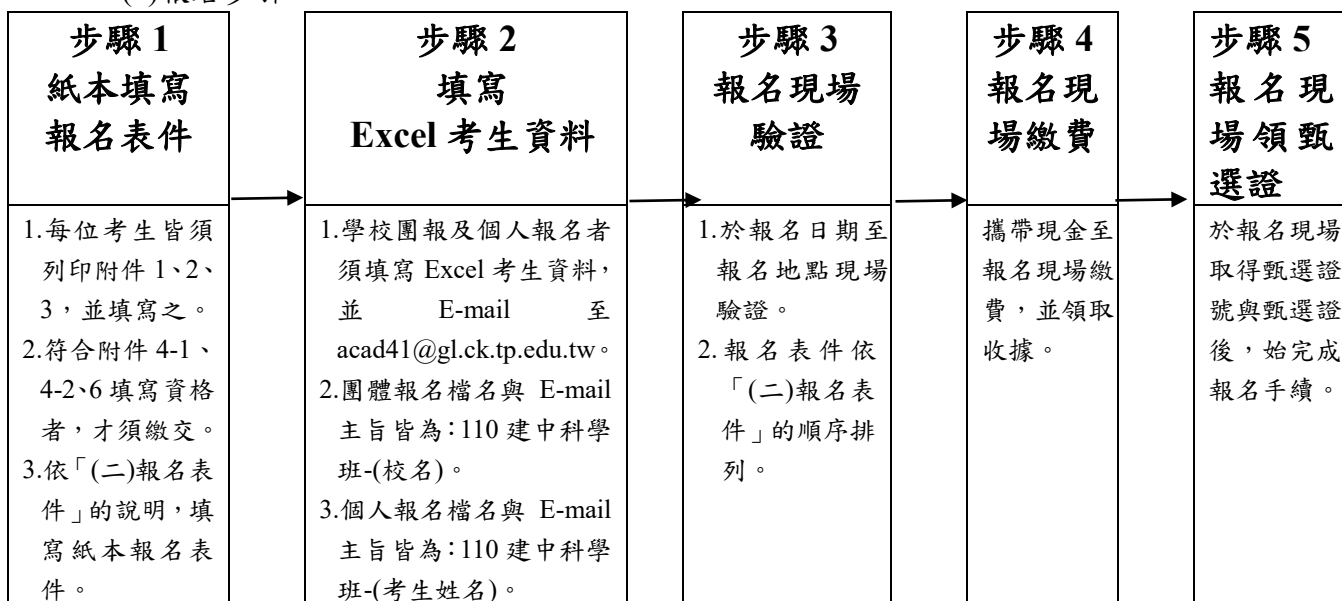 步驟 1
紙本填寫
報名表件
1.每位考生皆須
列印附件 1、2、
3，並填寫之。
2.符合附件 4-1、
4-2、6 填寫資格
者，才須繳交。
3.依「(二)報名表
件」的說明，填
寫紙本報名表
件。
步驟 2
填寫
Excel 考生資料
1.學校團報及個人報名者
須填寫 Excel 考生資料，
並 E-mail 至
acad41@gl.ck.tp.edu.tw。
2.團體報名檔名與 E-mail
主旨皆為：110 建中科學
班-(校名)。
3.個人報名檔名與 E-mail
主旨皆為：110 建中科學
班-(考生姓名)。
步驟 3
報名現場
驗證
1.於報名日期至
報名地點現場
驗證。
2.報名表件依
「(二)報名表
件」的順序排
列。
步驟 4
報名現
場繳費
攜帶現金至
報名現場繳
費，並領取
收據。
步驟 5
報名現
場領甄
選證
於報名現場
取得甄選證
號與甄選證
後，始完成
報名手續。